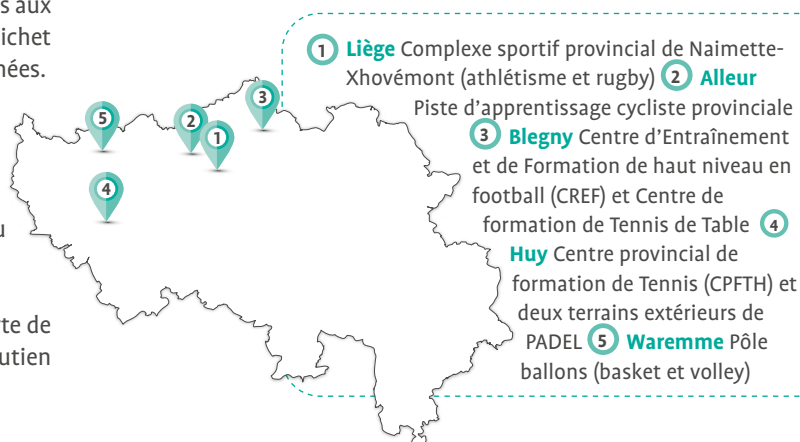 s aux
ichet
nées.
u
te de
utien
5
2
3
1
4
1 Liège Complexe sportif provincial de Naimette-
Xhovémont (athlétisme et rugby) 2 Alleur
Piste d’apprentissage cycliste provinciale
3 Blegny Centre d’Entraînement
et de Formation de haut niveau en
football (CREF) et Centre de
formation de Tennis de Table 4
Huy Centre provincial de
formation de Tennis (CPFTH) et
deux terrains extérieurs de
PADEL 5 Waremme Pôle
ballons (basket et volley)